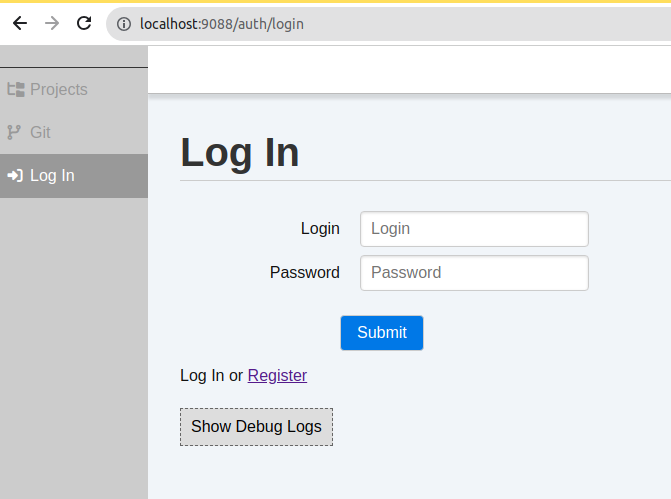 localhost:9088/auth/login
Projects
Git
Log In
Log In
Login Login
Password Password
Submit
Log In or Register
Show Debug Logs